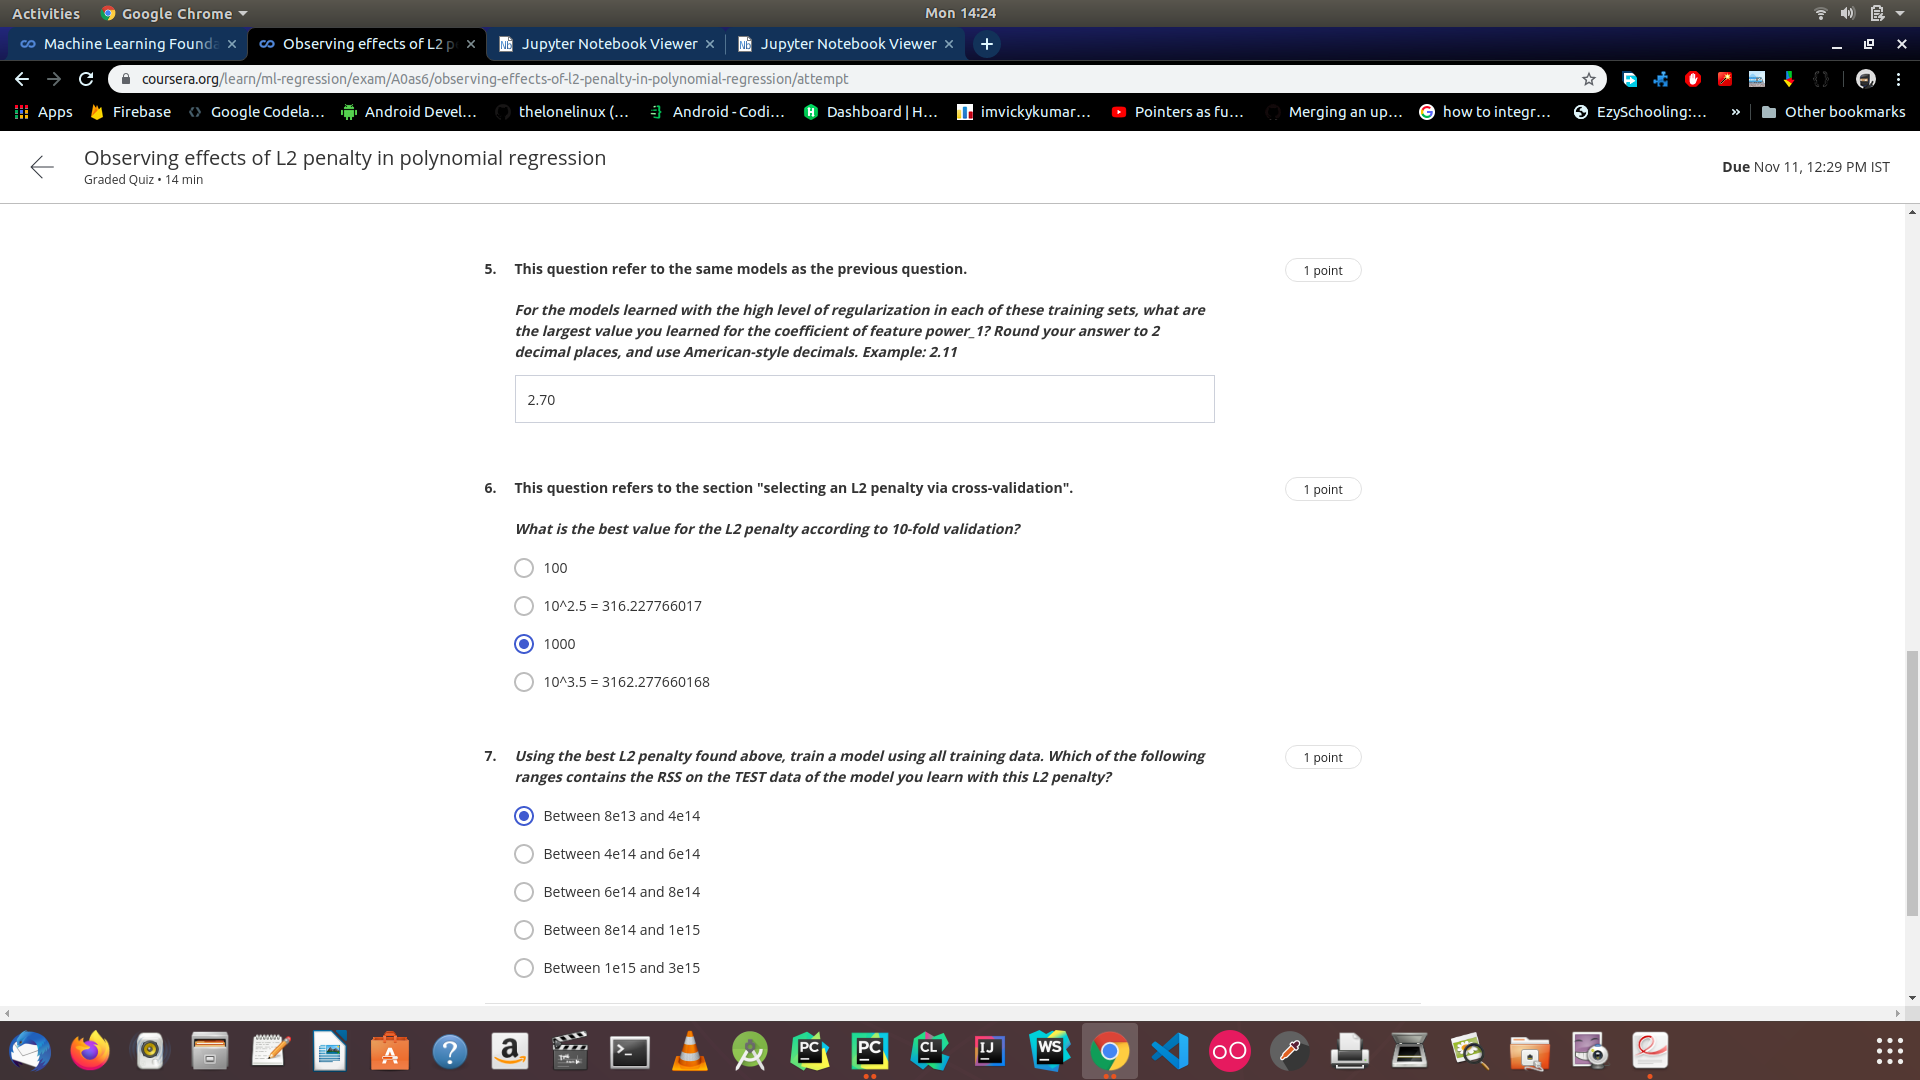 Activities Google Chrome Mon 14:24
Machine Learning Founda Observing effects of L2 p Jupyter Notebook Viewer Jupyter Notebook Viewer
coursera.org/learn/ml-regression/exam/A0as6/observing-effects-of-l2-penalty-in-polynomial-regression/attempt
Apps Firebase Google Codela... Android Devel... thelonelinux (... Android - Codi... Dashboard | H... imvickykumar... Pointers as fu... Merging an up... how to integr... EzySchooling:... » Other bookmarks
Observing effects of L2 penalty in polynomial regression
Graded Quiz • 14 min
Due Nov 11, 12:29 PM IST
5. This question refer to the same models as the previous question. 1 point
For the models learned with the high level of regularization in each of these training sets, what are
the largest value you learned for the coefficient of feature power_1? Round your answer to 2
decimal places, and use American-style decimals. Example: 2.11
2.70
6. This question refers to the section "selecting an L2 penalty via cross-validation". 1 point
What is the best value for the L2 penalty according to 10-fold validation?
100
10^2.5 = 316.227766017
1000
10^3.5 = 3162.277660168
7. Using the best L2 penalty found above, train a model using all training data. Which of the following 1 point
ranges contains the RSS on the TEST data of the model you learn with this L2 penalty?
Between 8e13 and 4e14
Between 4e14 and 6e14
Between 6e14 and 8e14
Between 8e14 and 1e15
Between 1e15 and 3e15
PC PC CL IJ WS